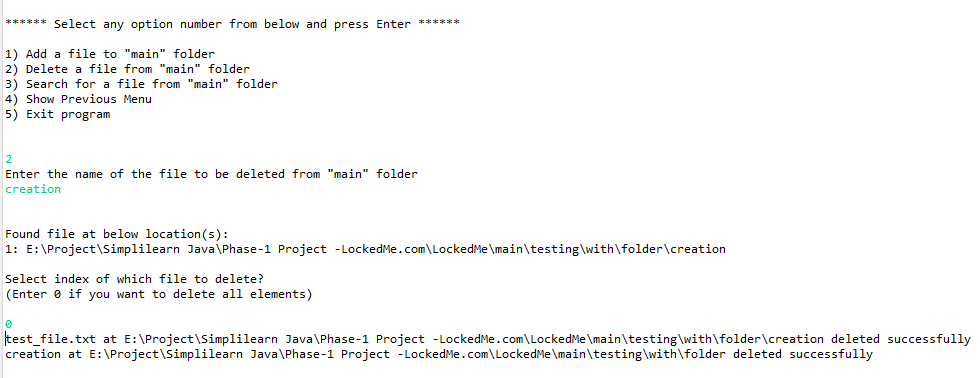 ****** Select any option number from below and press Enter ******
1) Add a file to "main" folder
2) Delete a file from "main" folder
3) Search for a file from "main" folder
4) Show Previous Menu
5) Exit program
2
Enter the name of the file to be deleted from "main" folder
creation
Found file at below location(s):
1: E:\Project\Simplilearn Java\Phase-1 Project -LockedMe.com\LockedMe\main\testing\with\folder\creation
Select index of which file to delete?
(Enter 0 if you want to delete all elements)
0
test_file.txt at E:\Project\Simplilearn Java\Phase-1 Project -LockedMe.com\LockedMe\main\testing\with\folder\creation deleted successfully
creation at E:\Project\Simplilearn Java\Phase-1 Project -LockedMe.com\LockedMe\main\testing\with\folder deleted successfully